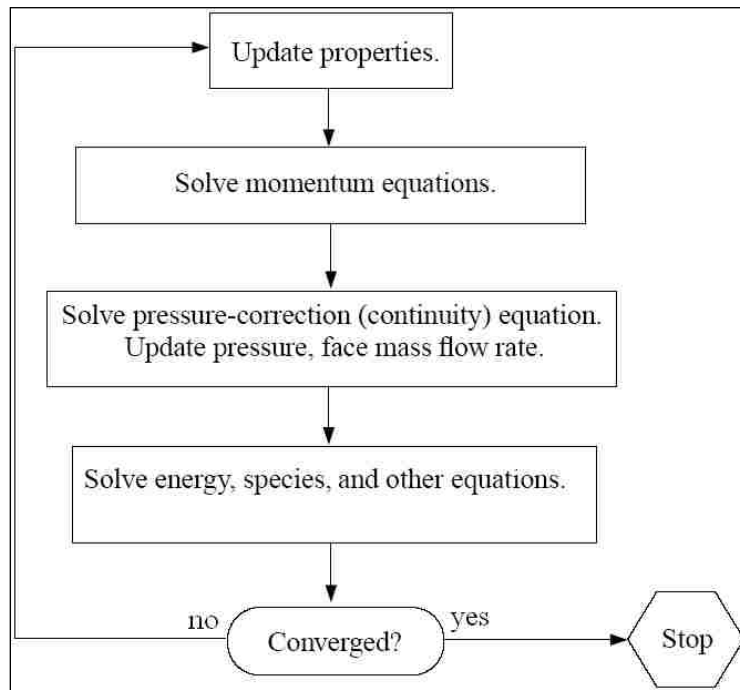 Update properties.
Solve momentum equations.
Solve pressure-correction (continuity) equation.
Update pressure, face mass flow rate.
Solve energy, species, and other equations.
no
Converged?
yes
Stop